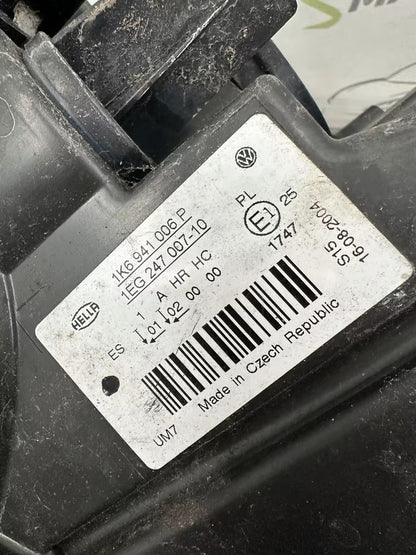 1K6 941 006 P
1EG 247 007-10
HELLA
1 A HR HC PL
E1 25
ES 01 02 00 00 1747
S15
16-08-2004
UM7 Made in Czech Republic